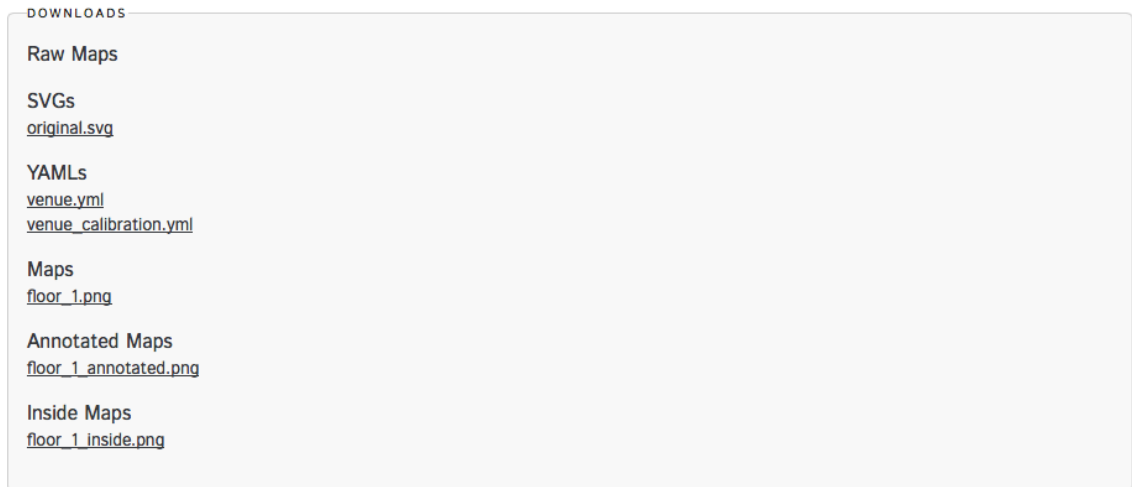 DOWNLOADS
Raw Maps
SVGs
original.svg
YAMLs
venue.yml
venue_calibration.yml
Maps
floor_1.png
Annotated Maps
floor_1_annotated.png
Inside Maps
floor_1_inside.png